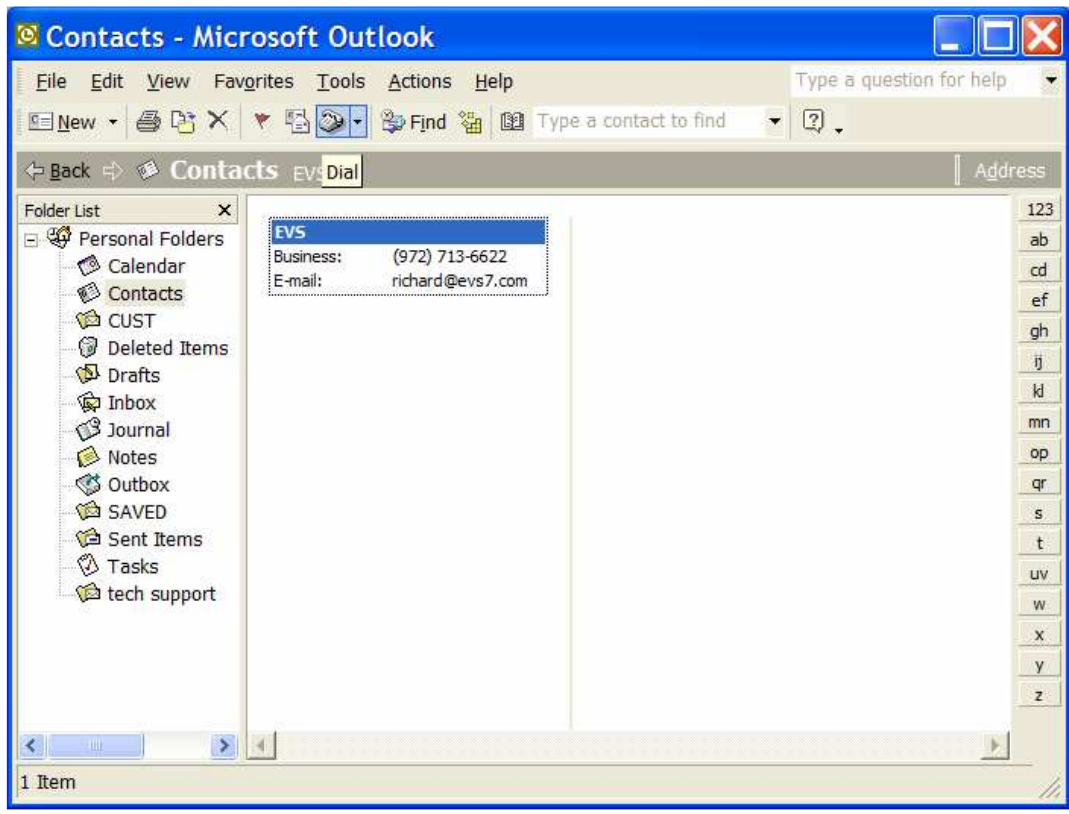 Contacts - Microsoft Outlook
File Edit View Favorites Tools Actions Help Type a question for help
New Find Type a contact to find
Back Contacts Dial Address
Folder List
Personal Folders
Calendar
Contacts
CUST
Deleted Items
Drafts
Inbox
Journal
Notes
Outbox
SAVED
Sent Items
Tasks
tech support
EVS
Business: (972) 713-6622
E-mail: richard@evs7.com
123
ab
cd
ef
gh
ij
kl
mn
op
qr
s
t
uv
w
x
y
z
1 Item